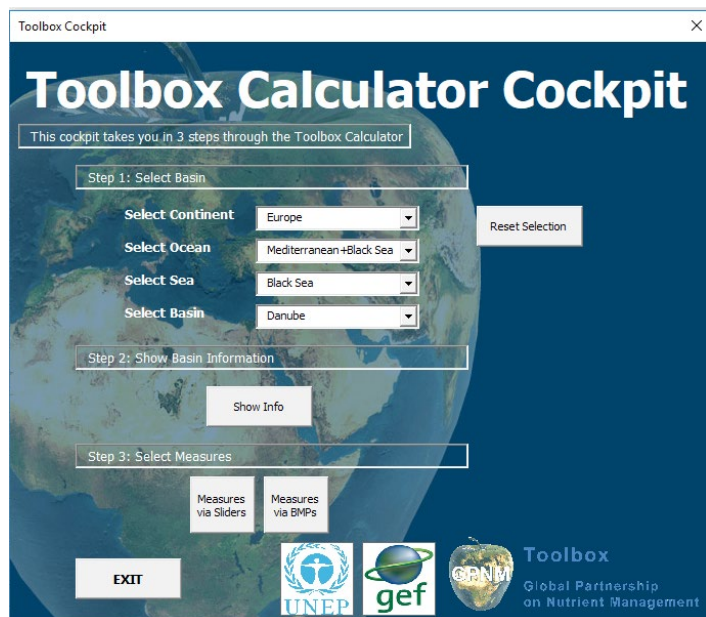 Toolbox Cockpit
Toolbox Calculator Cockpit
This cockpit takes you in 3 steps through the Toolbox Calculator
Step 1: Select Basin
Select Continent
Europe
Reset Selection
Select Ocean
Mediterranean+Black Sea
Select Sea
Black Sea
Select Basin
Danube
Step 2: Show Basin Information
Show Info
Step 3: Select Measures
Measures
via Sliders
Measures
via BMPs
EXIT
UNEP
gef
GPNM
Toolbox
Global Partnership
on Nutrient Management